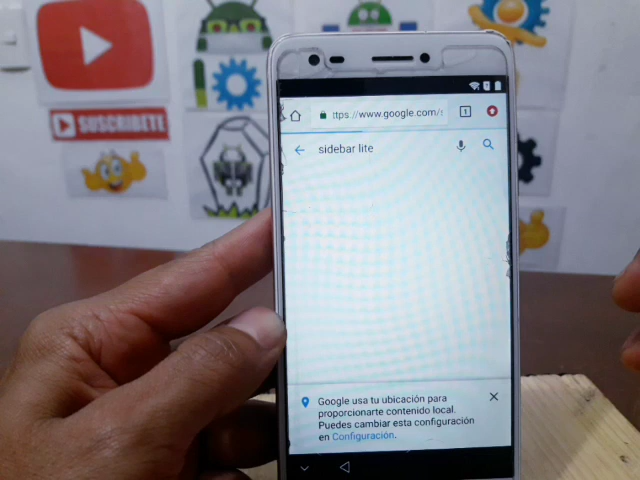 SUSCRIBETE
1
ttps://www.google.com/s
sidebar lite
Google usa tu ubicación para
proporcionarte contenido local.
Puedes cambiar esta configuración
en Configuración.